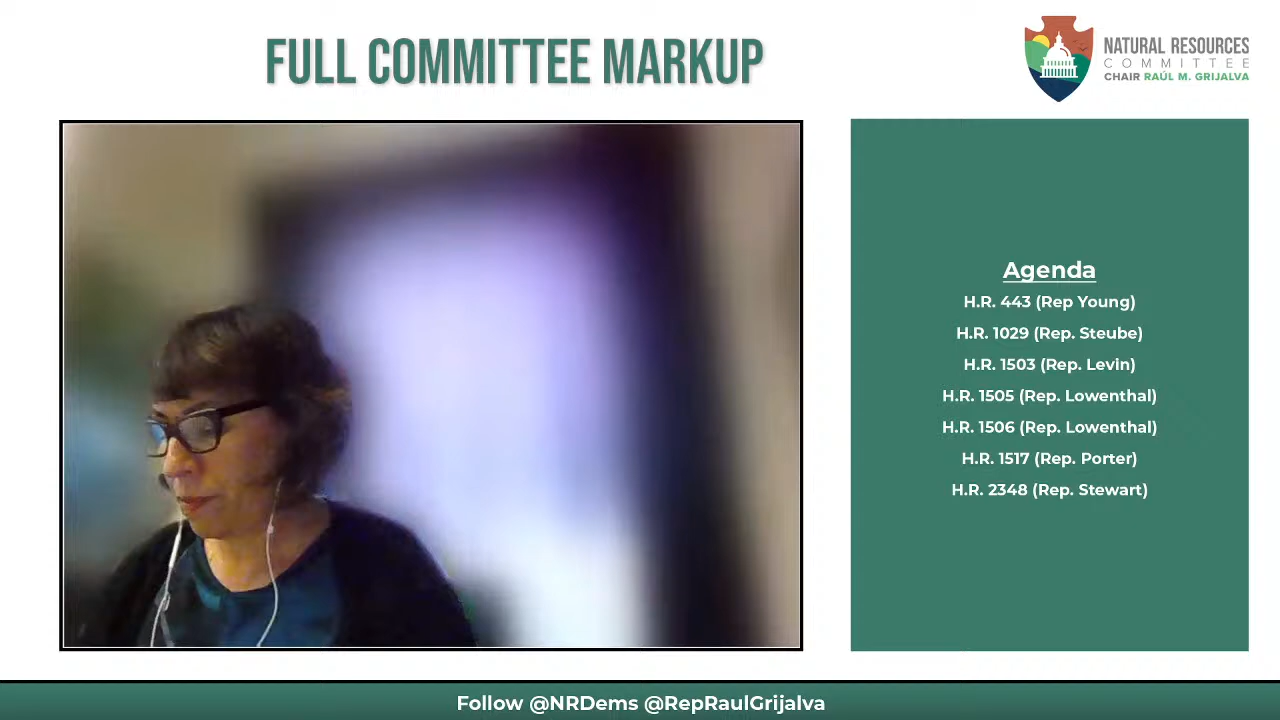 FULL COMMITTEE MARKUP
NATURAL RESOURCES
COMMITTEE
CHAIR RAÚL M. GRIJALVA
Agenda
H.R. 443 (Rep Young)
H.R. 1029 (Rep. Steube)
H.R. 1503 (Rep. Levin)
H.R. 1505 (Rep. Lowenthal)
H.R. 1506 (Rep. Lowenthal)
H.R. 1517 (Rep. Porter)
H.R. 2348 (Rep. Stewart)
Follow @NRDems @RepRaulGrijalva